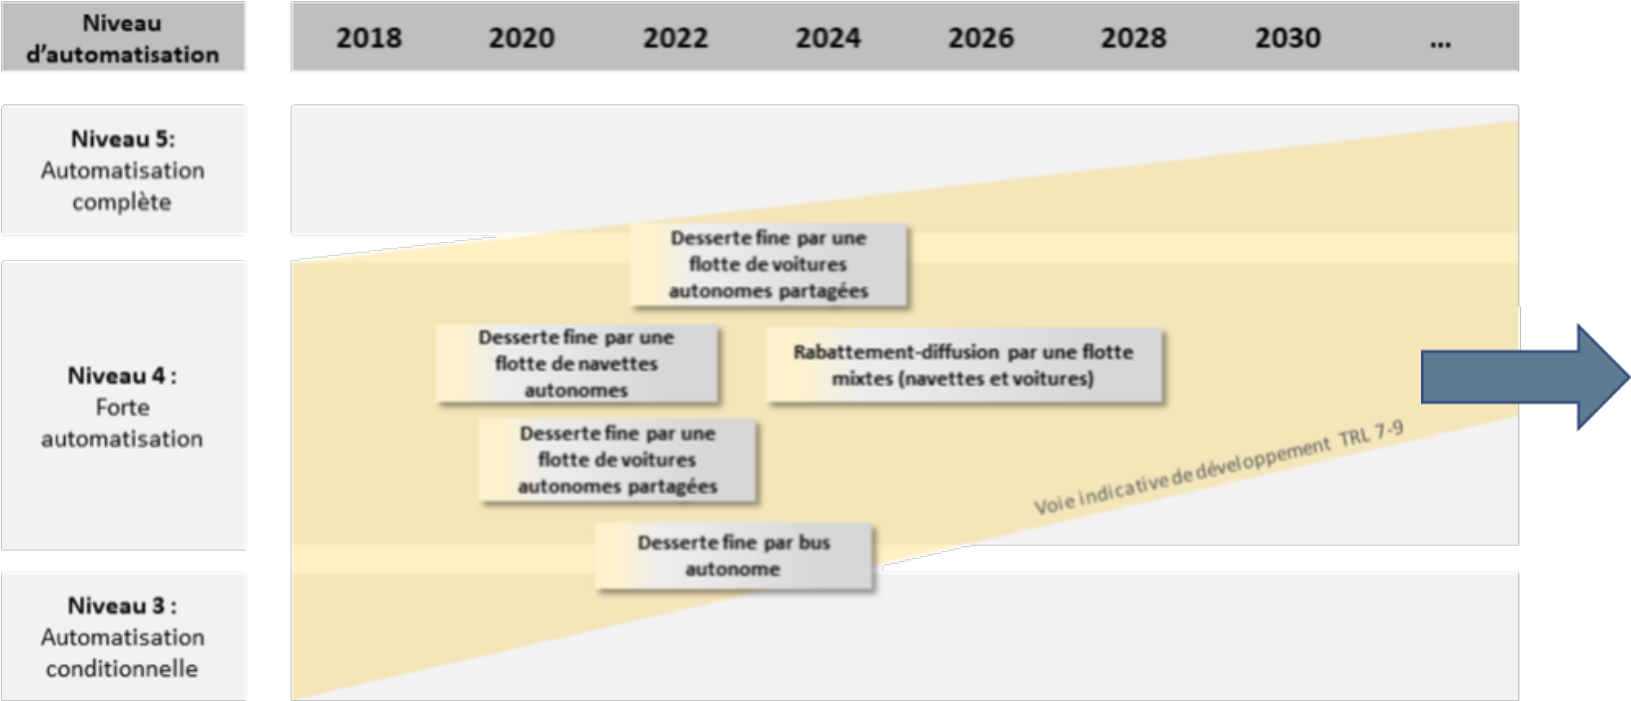 Niveau
d'automatisation
2018 2020 2022 2024 2026 2028 2030 ...
Niveau 5:
Automatisation
complète
Desserte fine par une
flotte de voitures
autonomes partagées
Niveau 4 :
Forte
automatisation
Desserte fine par une
flotte de navettes
autonomes
Rabattement-diffusion par une flotte
mixtes (navettes et voitures)
Desserte fine par une
flotte de voitures
autonomes partagées
Voie indicative de développement TRL 7-9
Desserte fine par bus
autonome
Niveau 3 :
Automatisation
conditionnelle